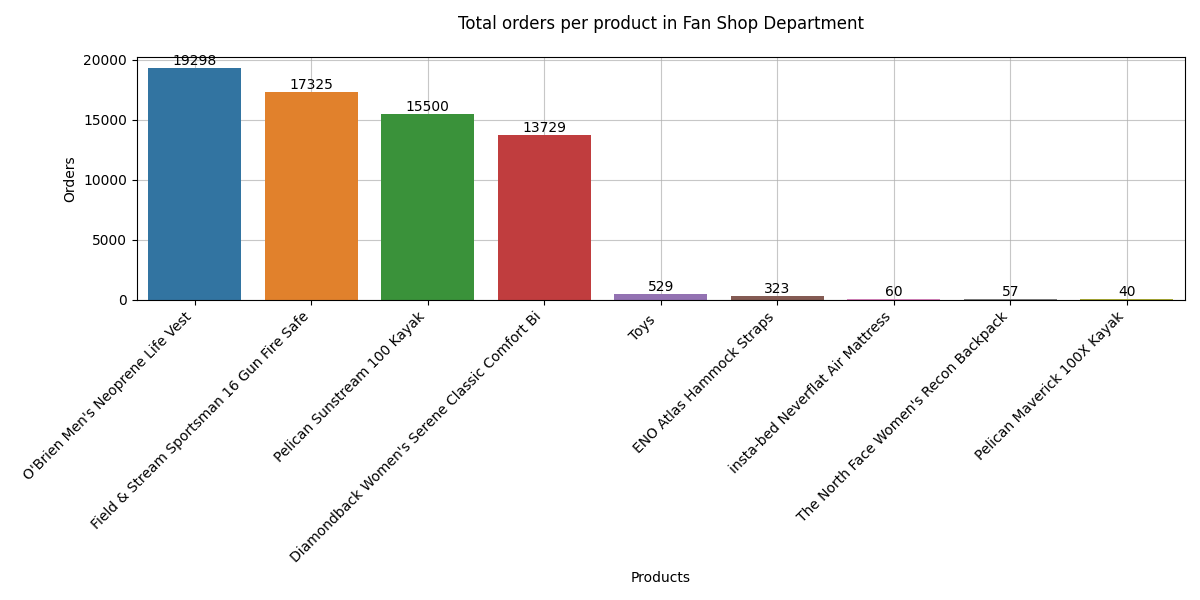 Total orders per product in Fan Shop Department
Orders
20000
15000
10000
5000
0
19298
17325
15500
13729
529
323
60
57
40
O'Brien Men's Neoprene Life Vest
Field & Stream Sportsman 16 Gun Fire Safe
Pelican Sunstream 100 Kayak
Diamondback Women's Serene Classic Comfort Bi
Toys
ENO Atlas Hammock Straps
insta-bed Neverflat Air Mattress
The North Face Women's Recon Backpack
Pelican Maverick 100X Kayak
Products